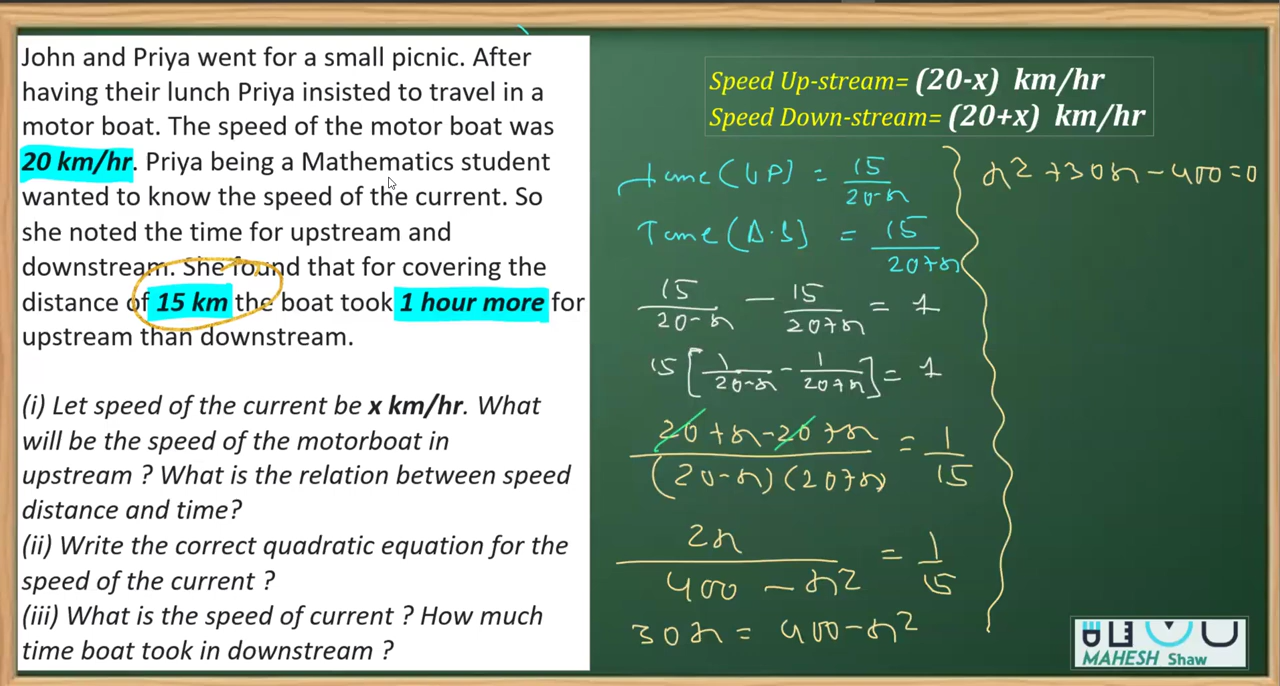 John and Priya went for a small picnic. After
having their lunch Priya insisted to travel in a
motor boat. The speed of the motor boat was
20 km/hr. Priya being a Mathematics student
wanted to know the speed of the current. So
she noted the time for upstream and
downstream. She found that for covering the
distance of 15 km the boat took 1 hour more for
upstream than downstream.
(i) Let speed of the current be x km/hr. What
will be the speed of the motorboat in
upstream ? What is the relation between speed
distance and time?
(ii) Write the correct quadratic equation for the
speed of the current ?
(iii) What is the speed of current ? How much
time boat took in downstream ?
Speed Up-stream= (20-x) km/hr
Speed Down-stream= (20+x) km/hr
Time (UP) = 15/(20-x)
Time (D.S) = 15/(20+x)
15/(20-x) - 15/(20+x) = 1
15[1/(20-x) - 1/(20+x)] = 1
(20+x-20+x)/((20-x)(20+x)) = 1/15
2x/(400-x²) = 1/15
30x = 400-x²
x²+30x-400=0
MAHESH Shaw